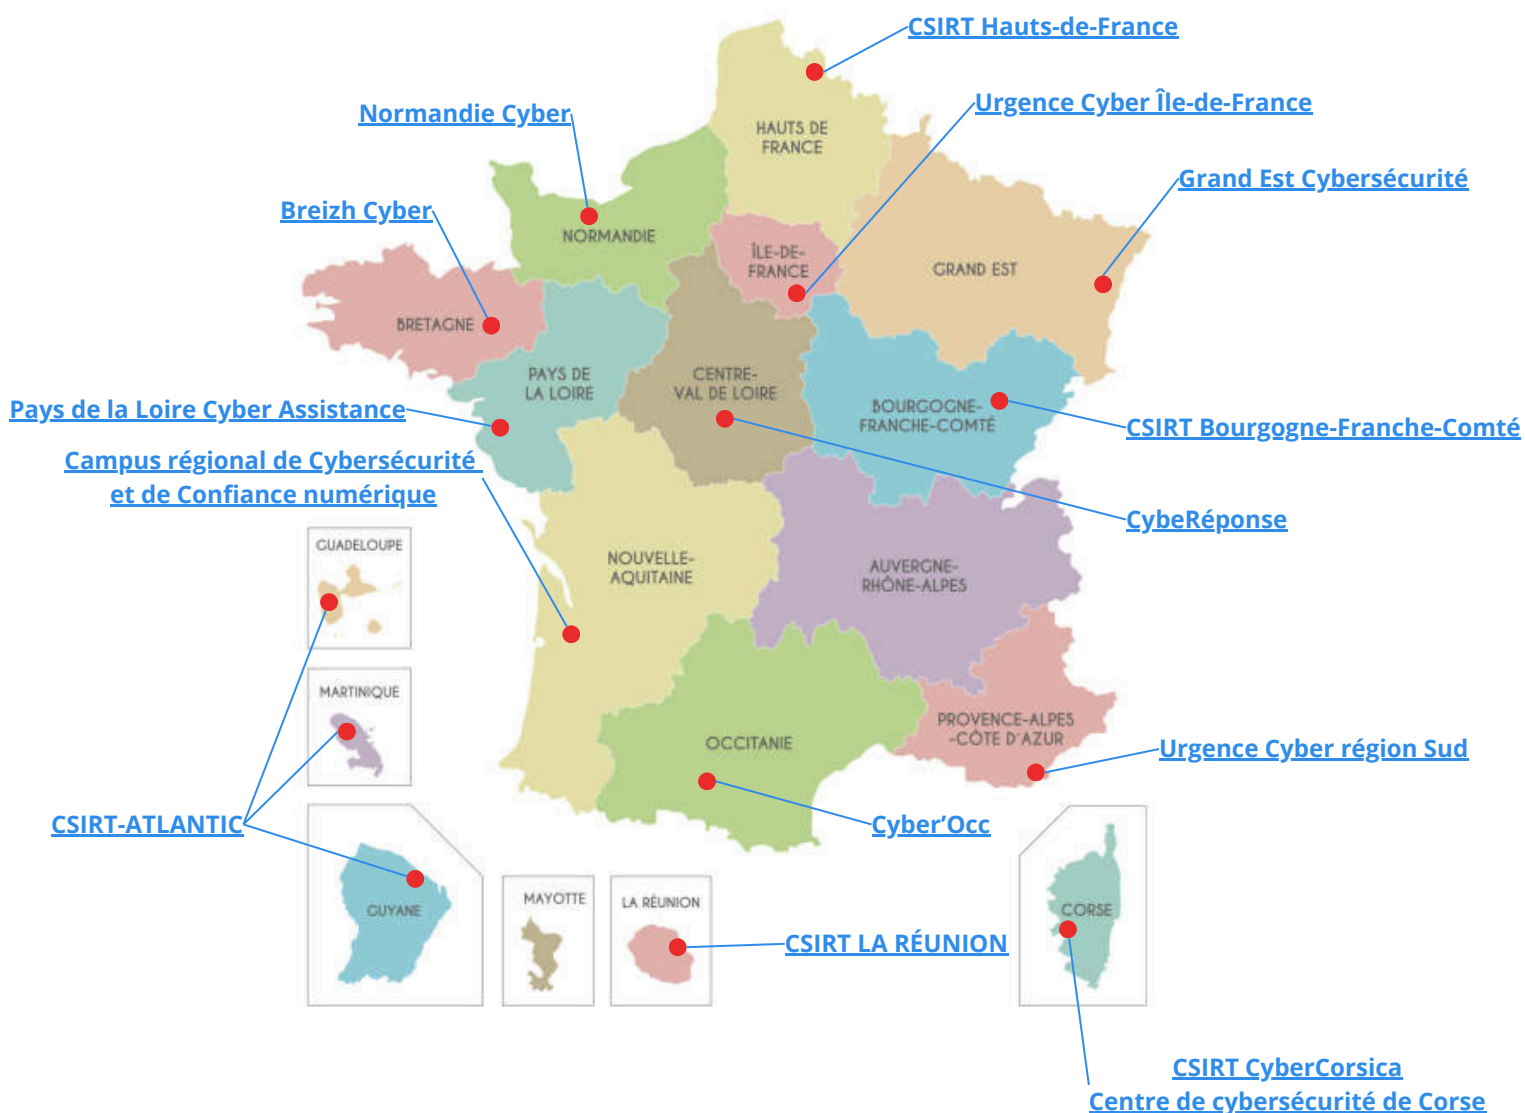 CSIRT Hauts-de-France
Urgence Cyber Île-de-France
Normandie Cyber
HAUTS DE
FRANCE
Grand Est Cybersécurité
Breizh Cyber
NORMANDIE
ÎLE-DE-
FRANCE
GRAND EST
BRETAGNE
PAYS DE
LA LOIRE
CENTRE-
VAL DE LOIRE
Pays de la Loire Cyber Assistance
BOURGOGNE-
FRANCHE-COMTÉ
CSIRT Bourgogne-Franche-Comté
Campus régional de Cybersécurité
et de Confiance numérique
CybeRéponse
GUADELOUPE
NOUVELLE-
AQUITAINE
AUVERGNE-
RHÔNE-ALPES
MARTINIQUE
PROVENCE-ALPES
-CÔTE D'AZUR
OCCITANIE
Urgence Cyber région Sud
CSIRT-ATLANTIC
Cyber’Occ
GUYANE
MAYOTTE
LA RÉUNION
CORSE
CSIRT LA RÉUNION
CSIRT CyberCorsica
Centre de cybersécurité de Corse